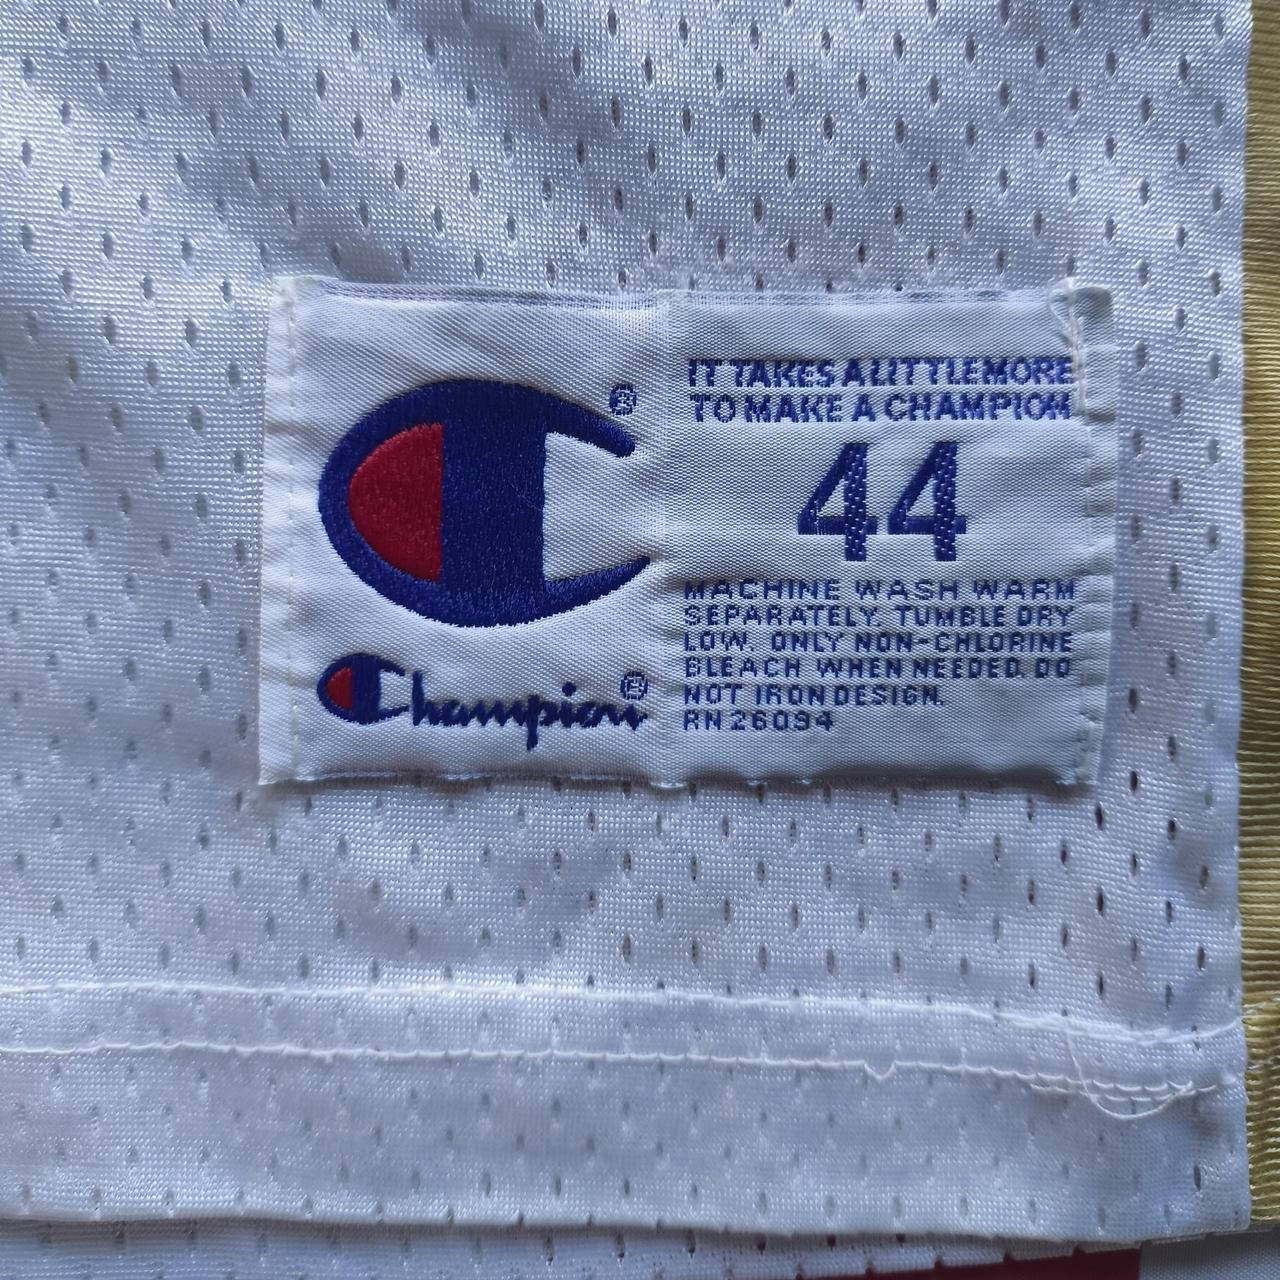 IT TAKES A LITTLE MORE
TO MAKE A CHAMPION
44
MACHINE WASH WARM
SEPARATELY. TUMBLE DRY
LOW. ONLY NON-CHLORINE
BLEACH WHEN NEEDED. DO
NOT IRON DESIGN.
RN 26094
®
Champion®